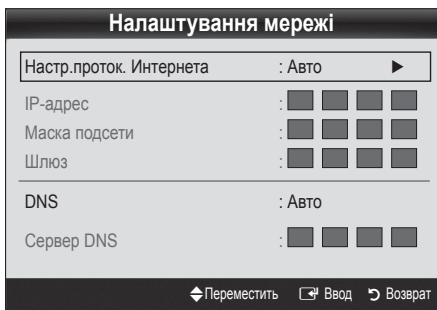 Налаштування мережі
Настр.проток. Интернета : Авто ►
IP-адрес :
Маска подсети :
Шлюз :
DNS : Авто
Сервер DNS :
Переместить Ввод Возврат